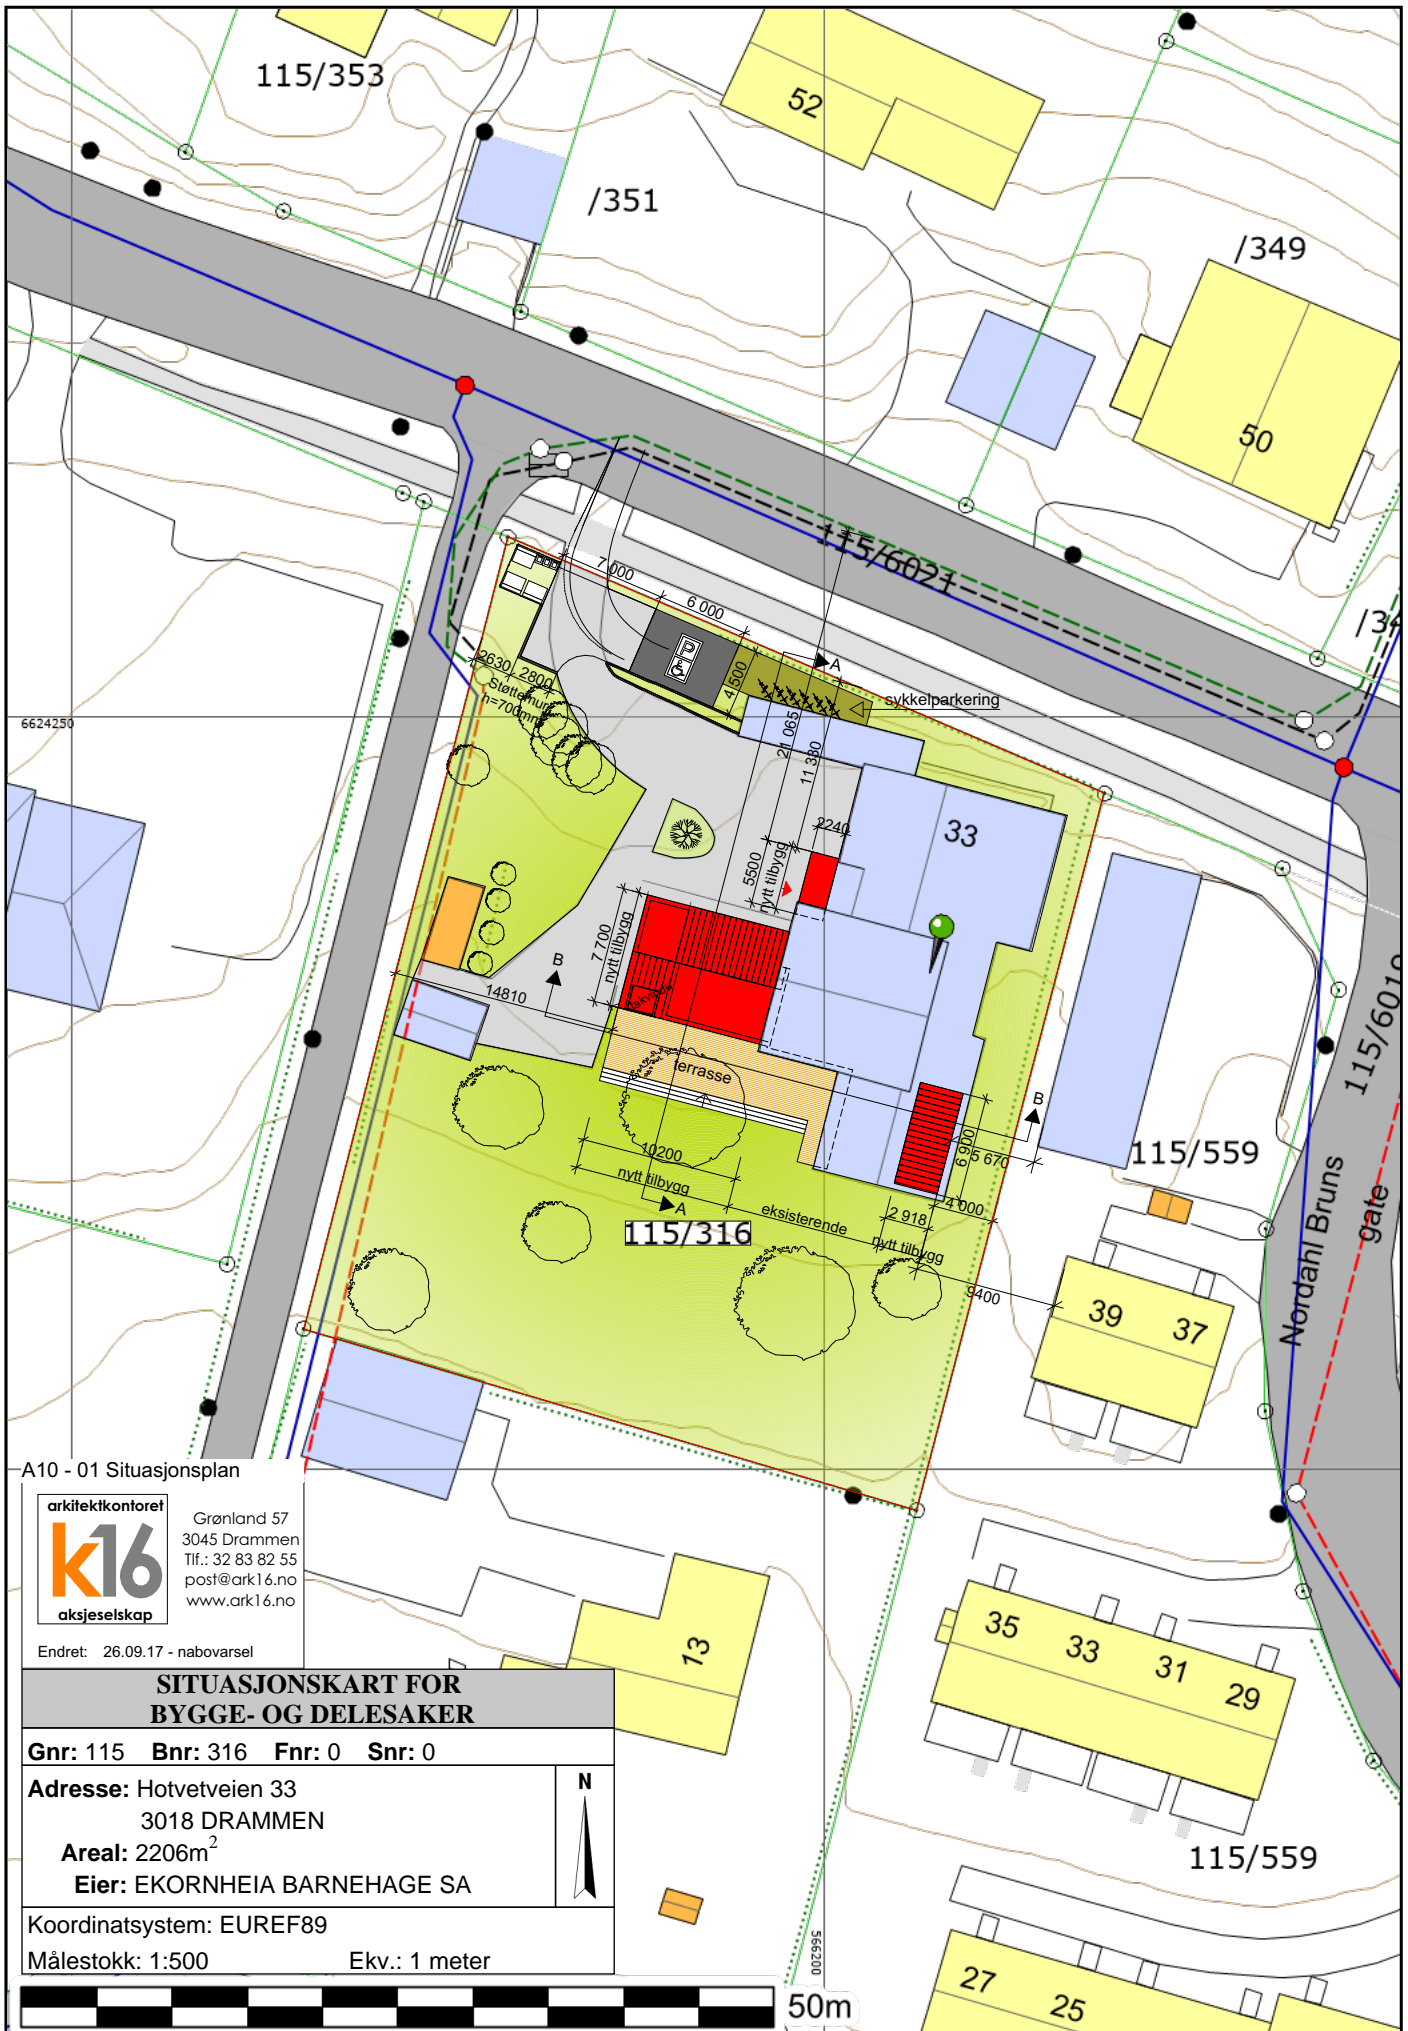 115/353
52
/351
/349
50
115/6021
/34
7 000
6 000
2630
2800
Støttemur
h=700mm
4 500
A
sykkelparkering
6624250
21 065
11 380
2240
33
5500
nytt tilbygg
7 700
nytt tilbygg
B
14810
takvindu
terrasse
B
6 900
5 670
115/6019
115/559
10200
nytt tilbygg
A
eksisterende
2 918
4 000
nytt tilbygg
115/316
9400
Nordahl Bruns
gate
39
37
A10 - 01 Situasjonsplan
arkitektkontoret
k16
aksjeselskap
Grønland 57
3045 Drammen
Tlf.: 32 83 82 55
post@ark16.no
www.ark16.no
Endret: 26.09.17 - nabovarsel
13
35
33
31
29
SITUASJONSKART FOR
BYGGE- OG DELESAKER
Gnr: 115 Bnr: 316 Fnr: 0 Snr: 0
Adresse: Hotvetveien 33
3018 DRAMMEN
Areal: 2206m²
Eier: EKORNHEIA BARNEHAGE SA
N
Koordinatsystem: EUREF89
Målestokk: 1:500 Ekv.: 1 meter
115/559
566200
27
25
50m